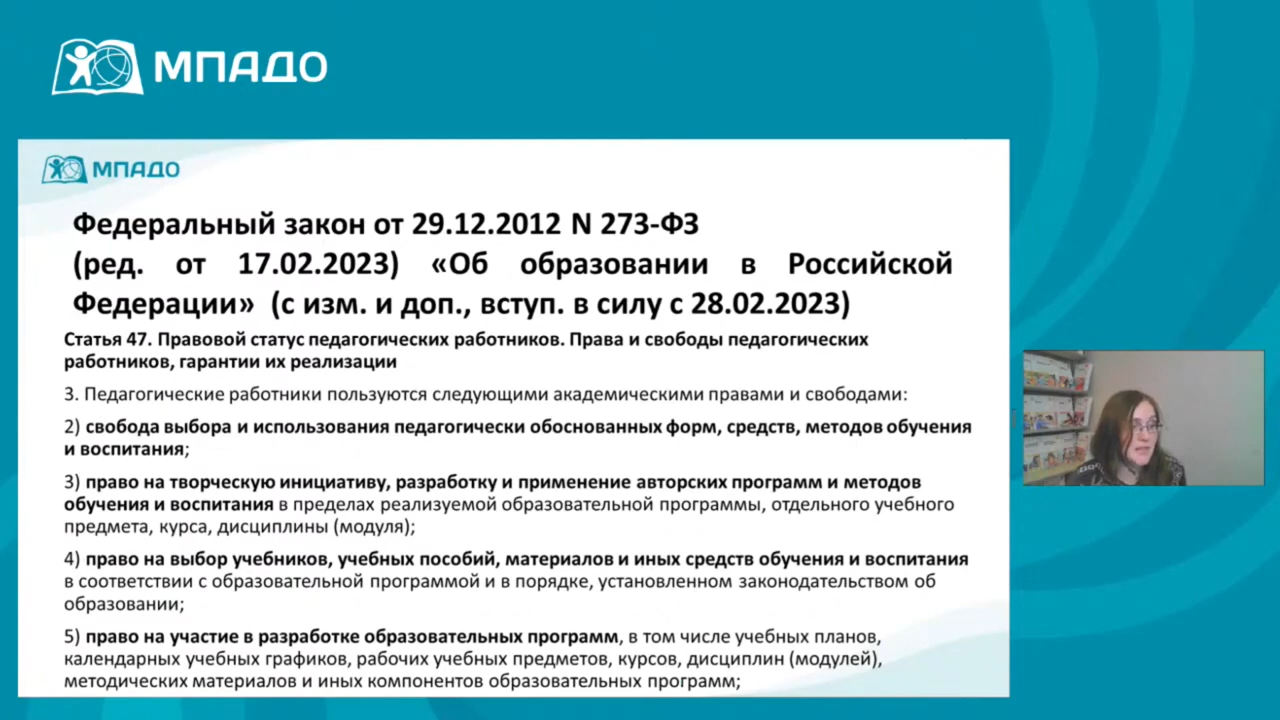 МПАДО
МПАДО
Федеральный закон от 29.12.2012 N 273-ФЗ
(ред. от 17.02.2023) «Об образовании в Российской
Федерации» (с изм. и доп., вступ. в силу с 28.02.2023)
Статья 47. Правовой статус педагогических работников. Права и свободы педагогических
работников, гарантии их реализации
3. Педагогические работники пользуются следующими академическими правами и свободами:
2) свобода выбора и использования педагогически обоснованных форм, средств, методов обучения
и воспитания;
3) право на творческую инициативу, разработку и применение авторских программ и методов
обучения и воспитания в пределах реализуемой образовательной программы, отдельного учебного
предмета, курса, дисциплины (модуля);
4) право на выбор учебников, учебных пособий, материалов и иных средств обучения и воспитания
в соответствии с образовательной программой и в порядке, установленном законодательством об
образовании;
5) право на участие в разработке образовательных программ, в том числе учебных планов,
календарных учебных графиков, рабочих учебных предметов, курсов, дисциплин (модулей),
методических материалов и иных компонентов образовательных программ;